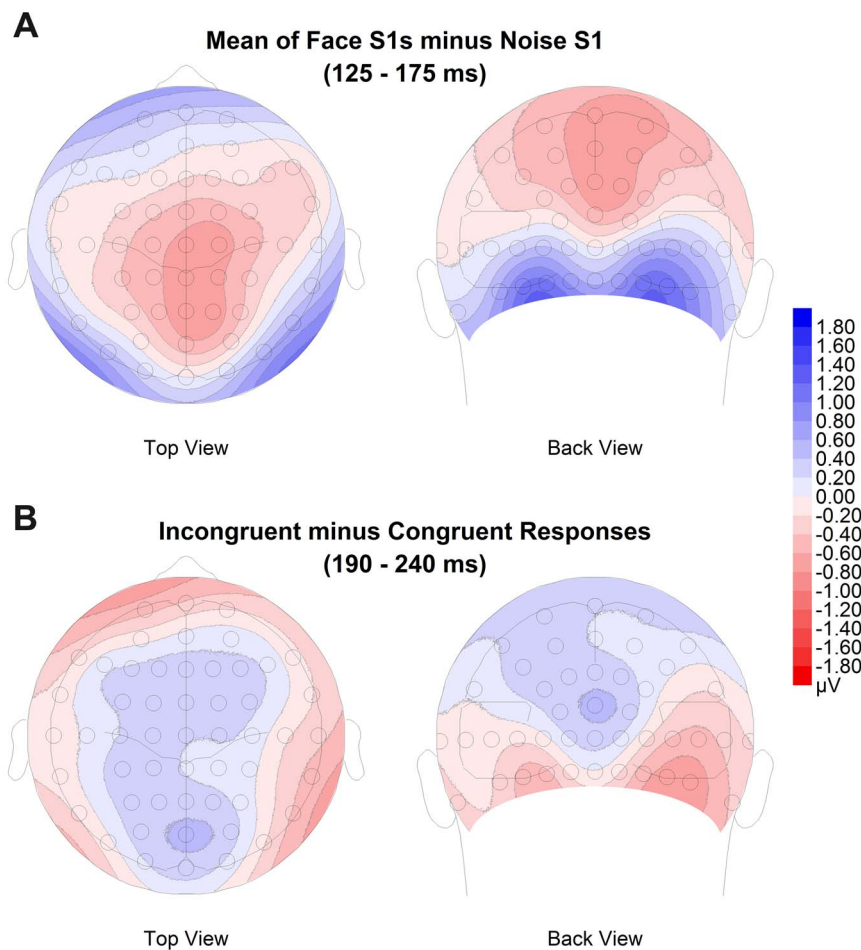 A
Mean of Face S1s minus Noise S1
(125 - 175 ms)
Top View
Back View
1.80
1.60
1.40
1.20
1.00
0.80
0.60
0.40
0.20
0.00
-0.20
-0.40
-0.60
-0.80
-1.00
-1.20
-1.40
-1.60
-1.80
µV
B
Incongruent minus Congruent Responses
(190 - 240 ms)
Top View
Back View